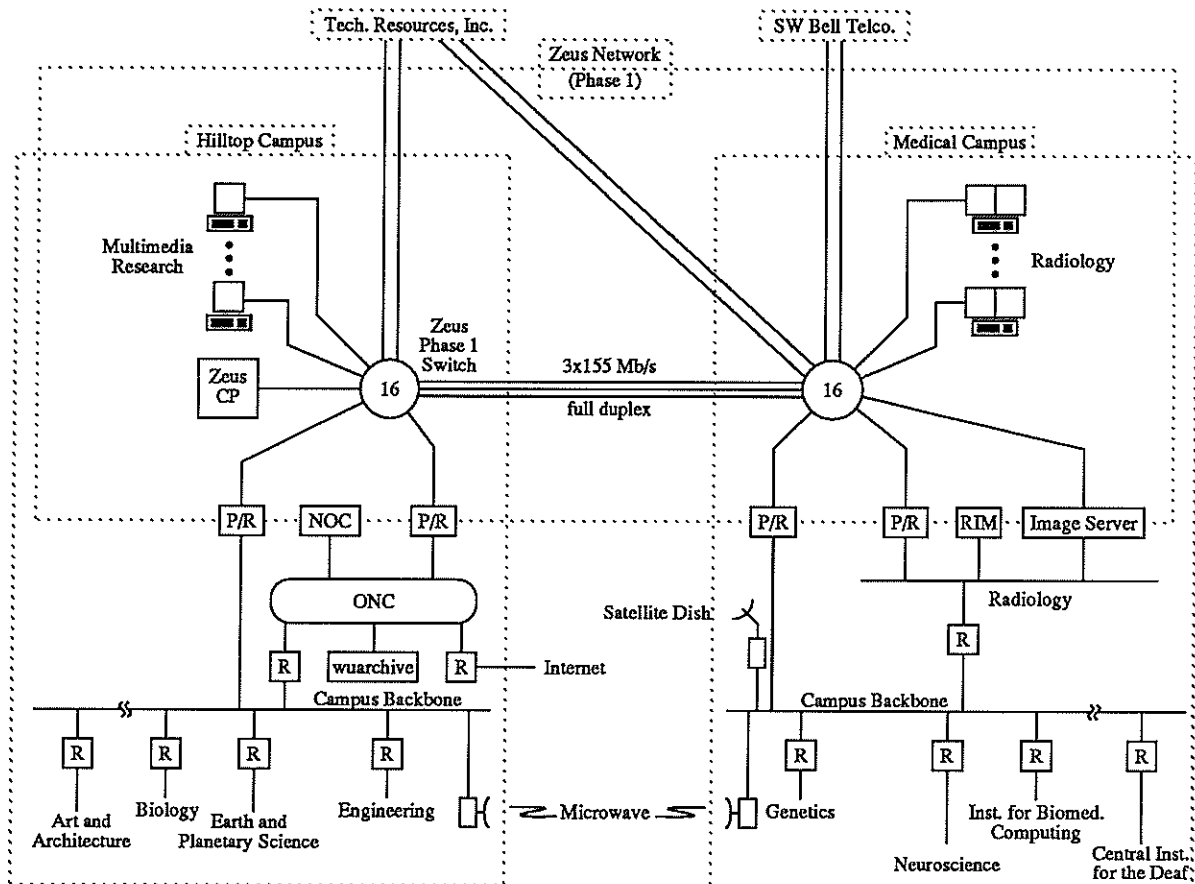 Tech. Resources, Inc.
SW Bell Telco.
Zeus Network
(Phase 1)
Hilltop Campus
Medical Campus
Multimedia
Research
Radiology
Zeus
Phase 1
Switch
Zeus
CP
16
3x155 Mb/s
full duplex
16
P/R
NOC
P/R
P/R
P/R
RIM
Image Server
ONC
Radiology
Satellite Dish
R
wuarchive
R
Internet
R
Campus Backbone
Campus Backbone
R
R
R
R
R
R
R
R
Art and
Architecture
Biology
Earth and
Planetary Science
Engineering
Microwave
Genetics
Neuroscience
Inst. for Biomed.
Computing
Central Inst.
for the Deaf